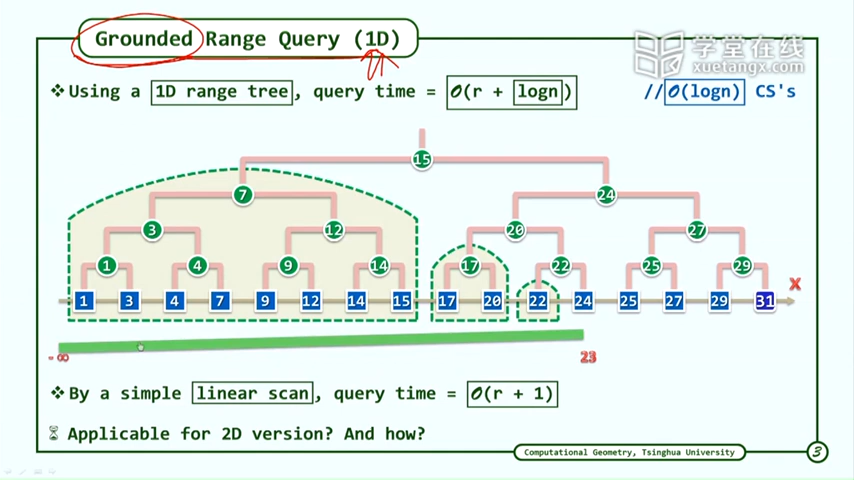 Grounded Range Query (1D)
学堂在线
xuetangx.com
❖Using a 1D range tree, query time = O(r + logn)
//O(logn) CS's
15
7 24
3 12 20 27
1 4 9 14 17 22 25 29
1 3 4 7 9 12 14 15 17 20 22 24 25 27 29 31
X
-∞ 23
❖By a simple linear scan, query time = O(r + 1)
Applicable for 2D version? And how?
Computational Geometry, Tsinghua University
3